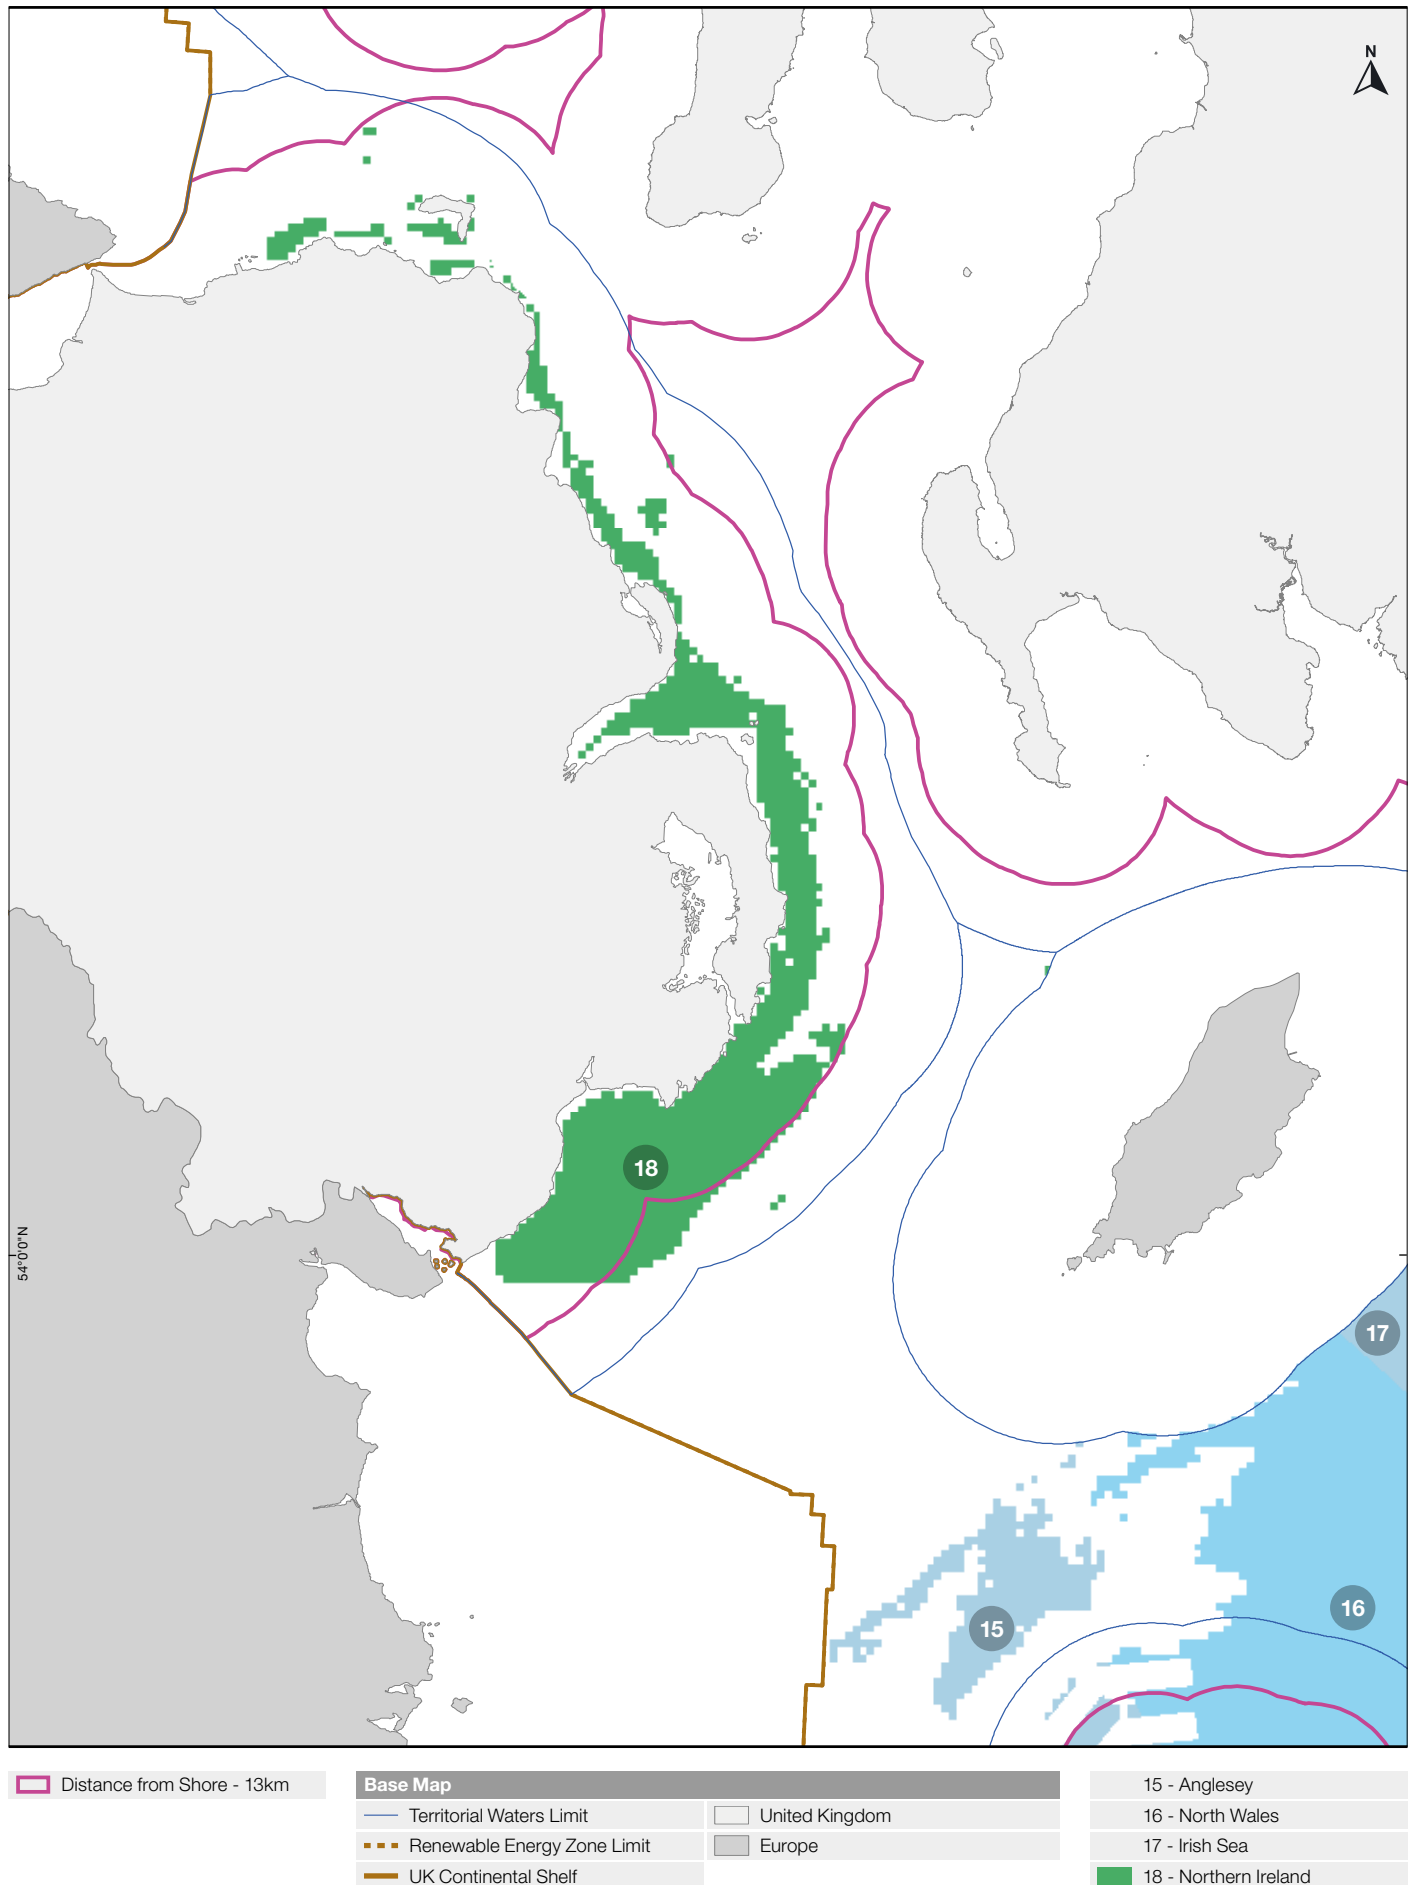 N
18
54°0'0"N
17
16
15
Distance from Shore - 13km
Base Map
Territorial Waters Limit
United Kingdom
Renewable Energy Zone Limit
Europe
UK Continental Shelf
15 - Anglesey
16 - North Wales
17 - Irish Sea
18 - Northern Ireland